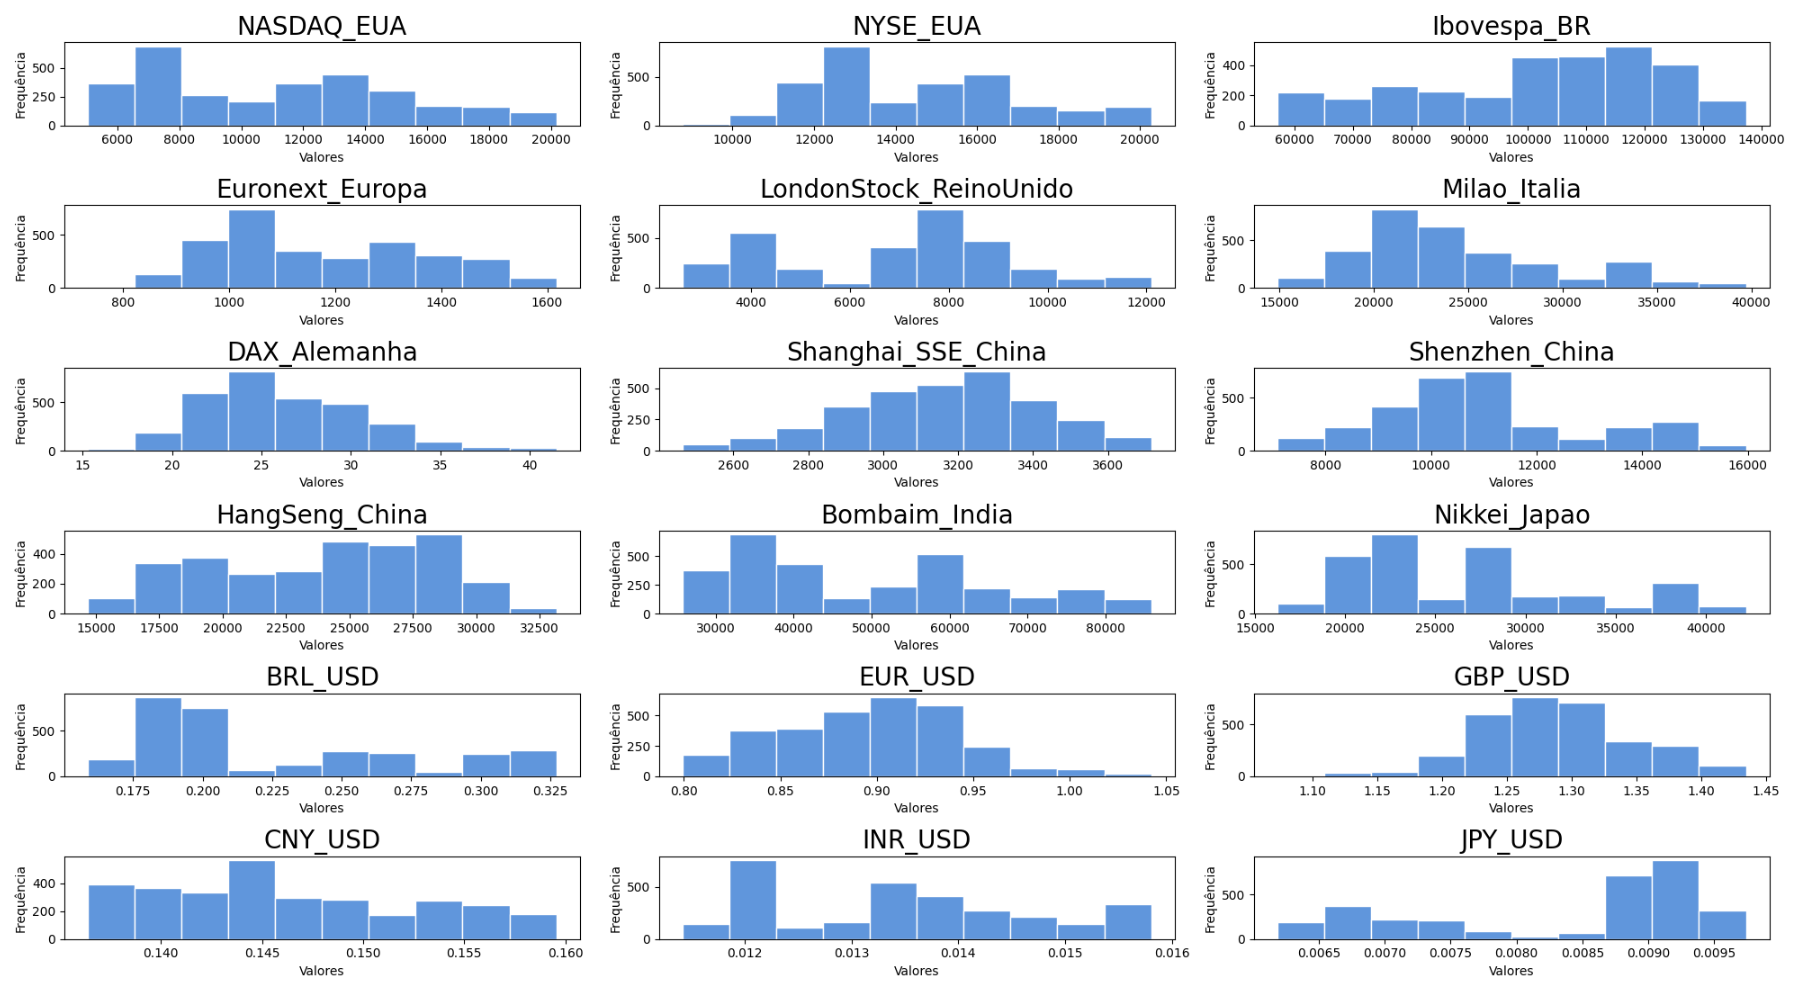 NASDAQ_EUA
NYSE_EUA
Ibovespa_BR
Frequência
500
250
0
6000 8000 10000 12000 14000 16000 18000 20000
Valores
Frequência
500
0
10000 12000 14000 16000 18000 20000
Valores
Frequência
400
200
0
60000 70000 80000 90000 100000 110000 120000 130000 140000
Valores
Euronext_Europa
LondonStock_ReinoUnido
Milao_Italia
Frequência
500
0
800 1000 1200 1400 1600
Valores
Frequência
500
0
4000 6000 8000 10000 12000
Valores
Frequência
500
0
15000 20000 25000 30000 35000 40000
Valores
DAX_Alemanha
Shanghai_SSE_China
Shenzhen_China
Frequência
500
0
15 20 25 30 35 40
Valores
Frequência
500
250
0
2600 2800 3000 3200 3400 3600
Valores
Frequência
500
0
8000 10000 12000 14000 16000
Valores
HangSeng_China
Bombaim_India
Nikkei_Japao
Frequência
400
200
0
15000 17500 20000 22500 25000 27500 30000 32500
Valores
Frequência
500
250
0
30000 40000 50000 60000 70000 80000
Valores
Frequência
500
0
15000 20000 25000 30000 35000 40000
Valores
BRL_USD
EUR_USD
GBP_USD
Frequência
500
0
0.175 0.200 0.225 0.250 0.275 0.300 0.325
Valores
Frequência
500
250
0
0.80 0.85 0.90 0.95 1.00 1.05
Valores
Frequência
500
0
1.10 1.15 1.20 1.25 1.30 1.35 1.40 1.45
Valores
CNY_USD
INR_USD
JPY_USD
Frequência
400
200
0
0.140 0.145 0.150 0.155 0.160
Valores
Frequência
500
0
0.012 0.013 0.014 0.015 0.016
Valores
Frequência
500
0
0.0065 0.0070 0.0075 0.0080 0.0085 0.0090 0.0095
Valores